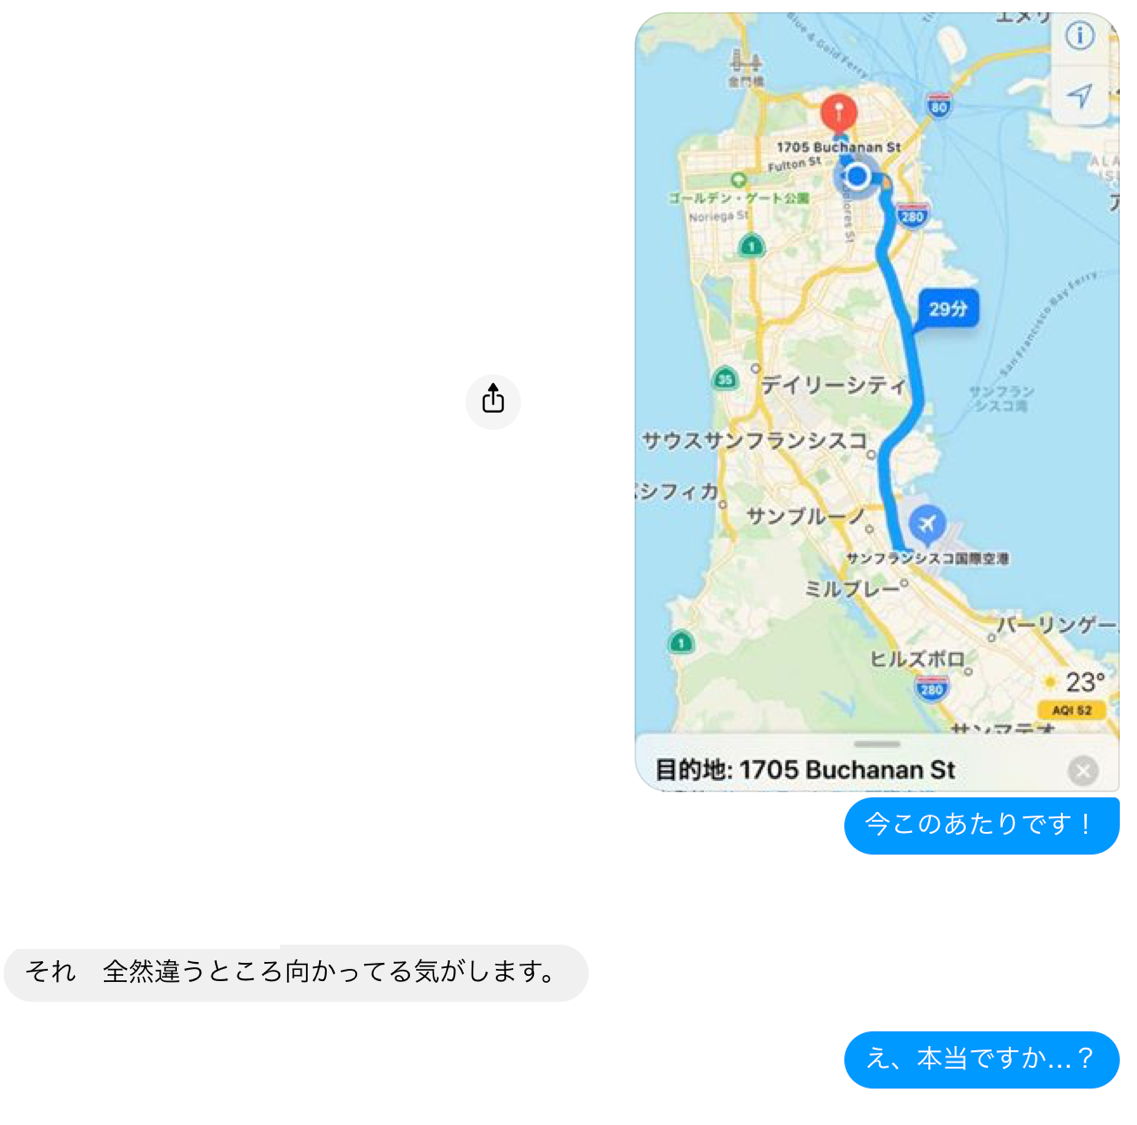 Blue & Gold Ferry
エメリ
金門橋
80
1705 Buchanan St
Fulton St
ALA
ゴールデン・ゲート公園
Noriega St
Dolores St
280
1
29分
San Francisco Bay Ferry
35
デイリーシティ
サンフラン
シスコ湾
サウスサンフランシスコ
パシフィカ
サンブルーノ
サンフランシスコ国際空港
ミルブレー
バーリンゲー
1
ヒルズボロ
280
23°
AQI 52
サンマテオ
目的地: 1705 Buchanan St
今このあたりです！
それ　全然違うところ向かってる気がします。
え、本当ですか...？